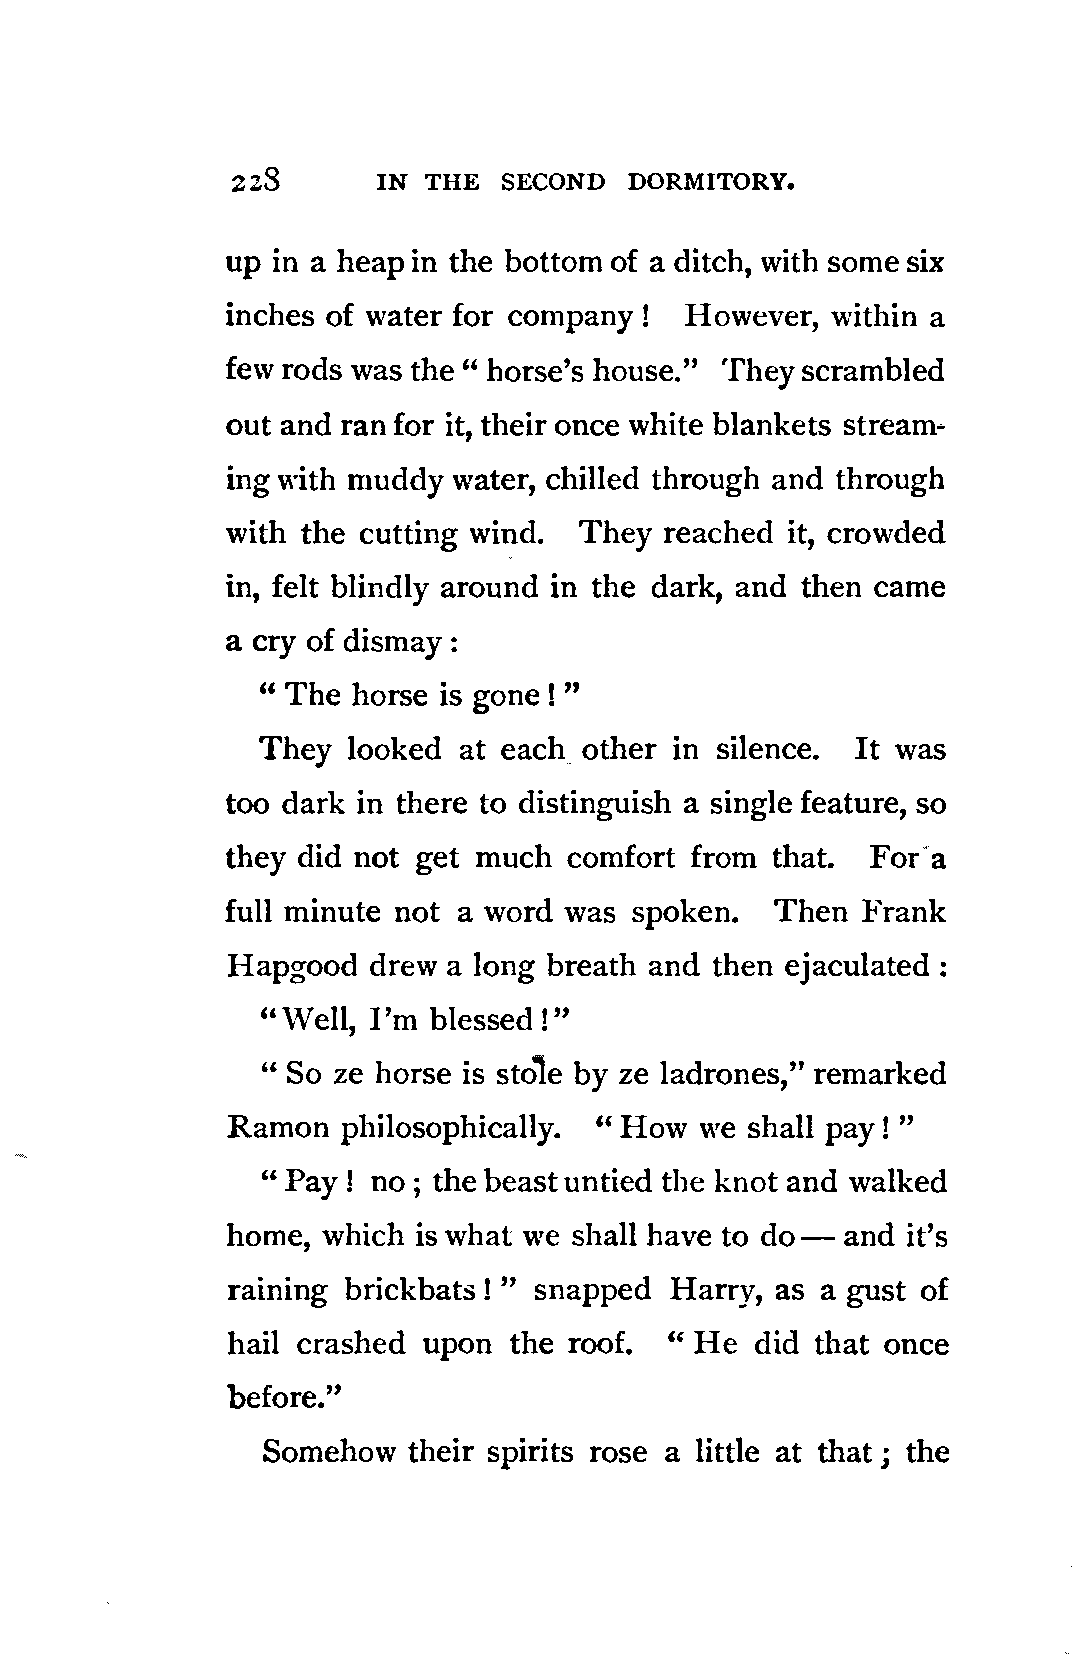 228 IN THE SECOND DORMITORY.
up in a heap in the bottom of a ditch, with some six
inches of water for company! However, within a
few rods was the "horse's house." They scrambled
out and ran for it, their once white blankets stream-
ing with muddy water, chilled through and through
with the cutting wind. They reached it, crowded
in, felt blindly around in the dark, and then came
a cry of dismay:
"The horse is gone!"
They looked at each other in silence. It was
too dark in there to distinguish a single feature, so
they did not get much comfort from that. For a
full minute not a word was spoken. Then Frank
Hapgood drew a long breath and then ejaculated:
"Well, I'm blessed!"
"So ze horse is stole by ze ladrones," remarked
Ramon philosophically. "How we shall pay!"
"Pay! no; the beast untied the knot and walked
home, which is what we shall have to do — and it's
raining brickbats!" snapped Harry, as a gust of
hail crashed upon the roof. "He did that once
before."
Somehow their spirits rose a little at that; the